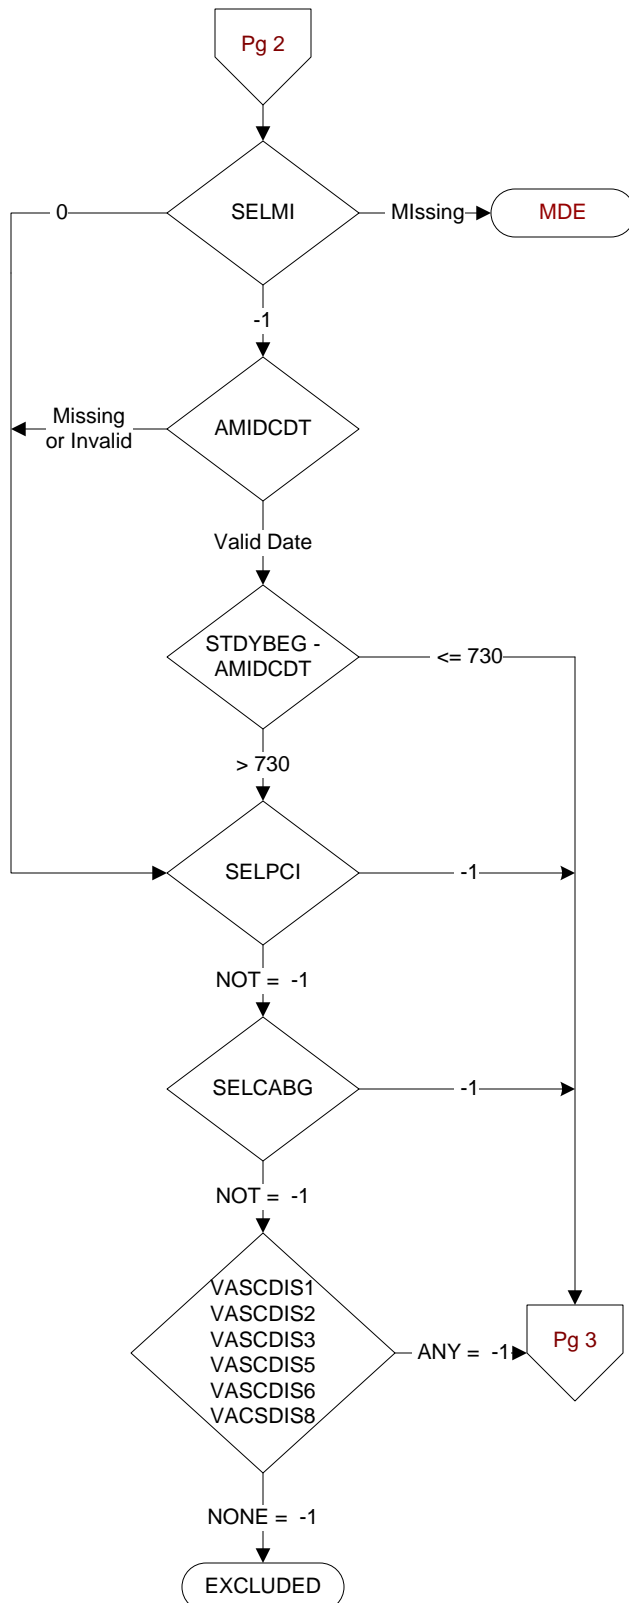 Pg 2
SELMI
0
MIssing
MDE
-1
AMIDCDT
Missing
or Invalid
Valid Date
STDYBEG -
AMIDCDT
<= 730
> 730
SELPCI
-1
NOT = -1
SELCABG
-1
NOT = -1
VASCDIS1
VASCDIS2
VASCDIS3
VASCDIS5
VASCDIS6
VACSDIS8
ANY = -1
Pg 3
NONE = -1
EXCLUDED